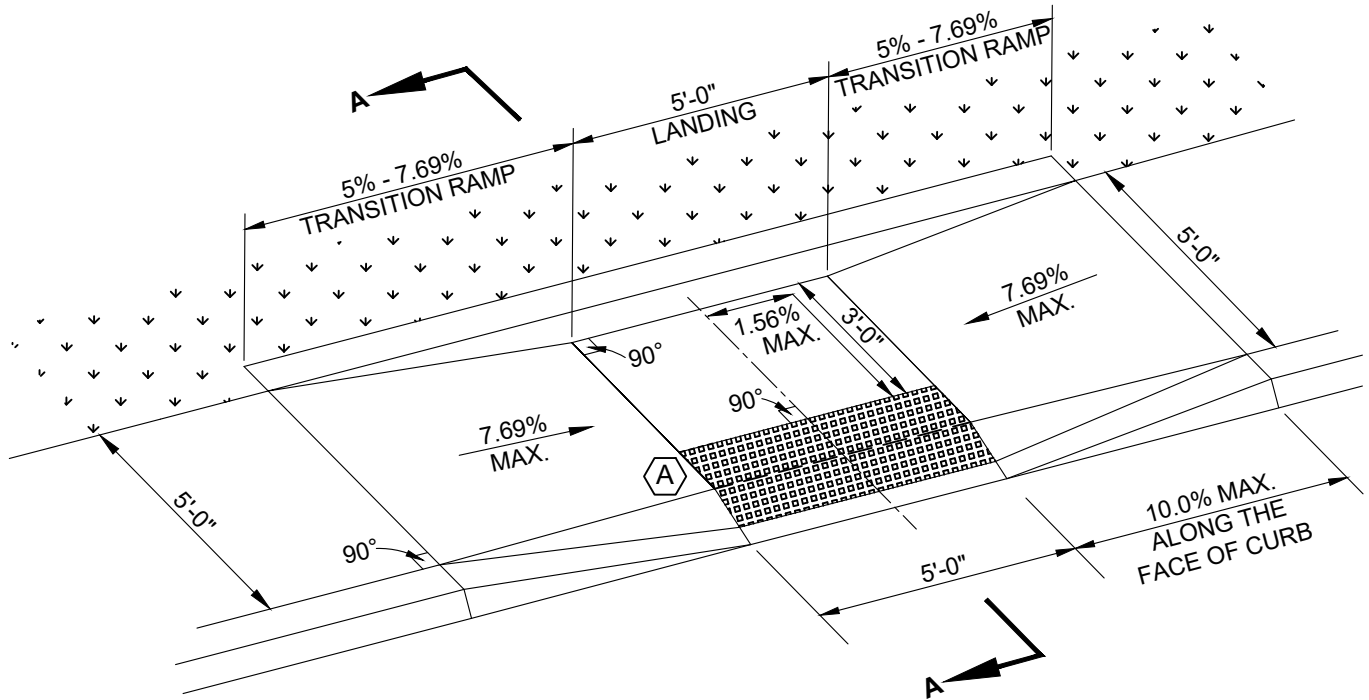 5% - 7.69%
TRANSITION RAMP
5'-0"
LANDING
5% - 7.69%
TRANSITION RAMP
A
5'-0"
7.69%
MAX.
1.56%
MAX.
3'-0"
90°
90°
7.69%
MAX.
A
5'-0"
90°
10.0% MAX.
ALONG THE
FACE OF CURB
5'-0"
A